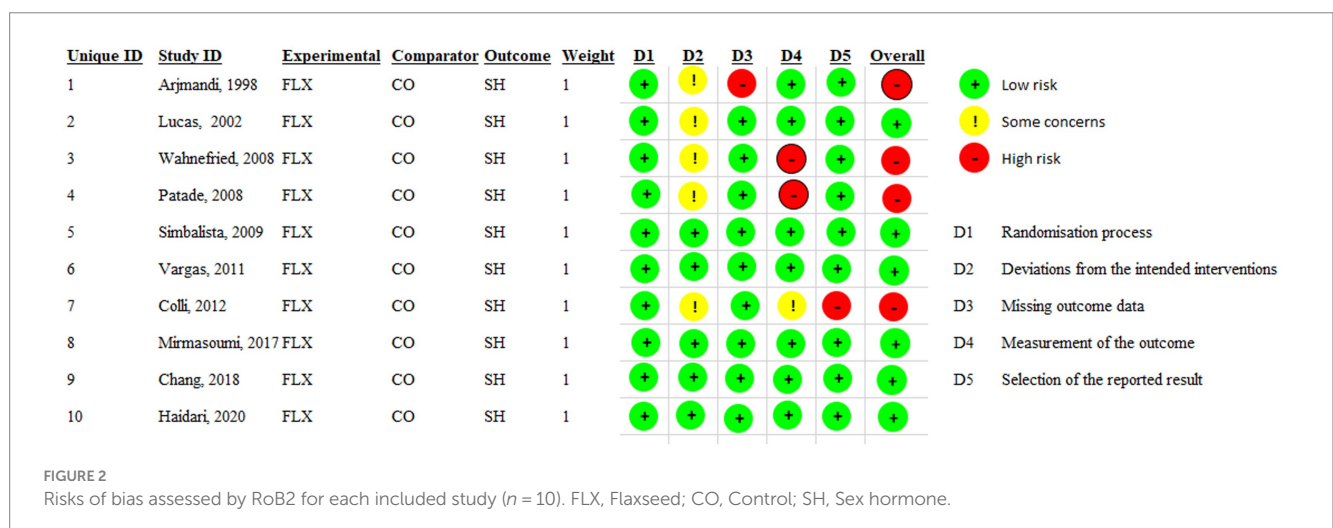 Unique ID Study ID Experimental Comparator Outcome Weight D1 D2 D3 D4 D5 Overall
1 Arjmandi, 1998 FLX CO SH 1 + ! - + + -
2 Lucas, 2002 FLX CO SH 1 + ! + + + +
3 Wahnefried, 2008 FLX CO SH 1 + ! + - + -
4 Patade, 2008 FLX CO SH 1 + ! + - + -
5 Simbalista, 2009 FLX CO SH 1 + + + + + +
6 Vargas, 2011 FLX CO SH 1 + + + + + +
7 Colli, 2012 FLX CO SH 1 + ! + ! - -
8 Mirmasoumi, 2017 FLX CO SH 1 + + + + + +
9 Chang, 2018 FLX CO SH 1 + + + + + +
10 Haidari, 2020 FLX CO SH 1 + + + + + +
+ Low risk
! Some concerns
- High risk
D1 Randomisation process
D2 Deviations from the intended interventions
D3 Missing outcome data
D4 Measurement of the outcome
D5 Selection of the reported result
FIGURE 2
Risks of bias assessed by RoB2 for each included study (n = 10). FLX, Flaxseed; CO, Control; SH, Sex hormone.